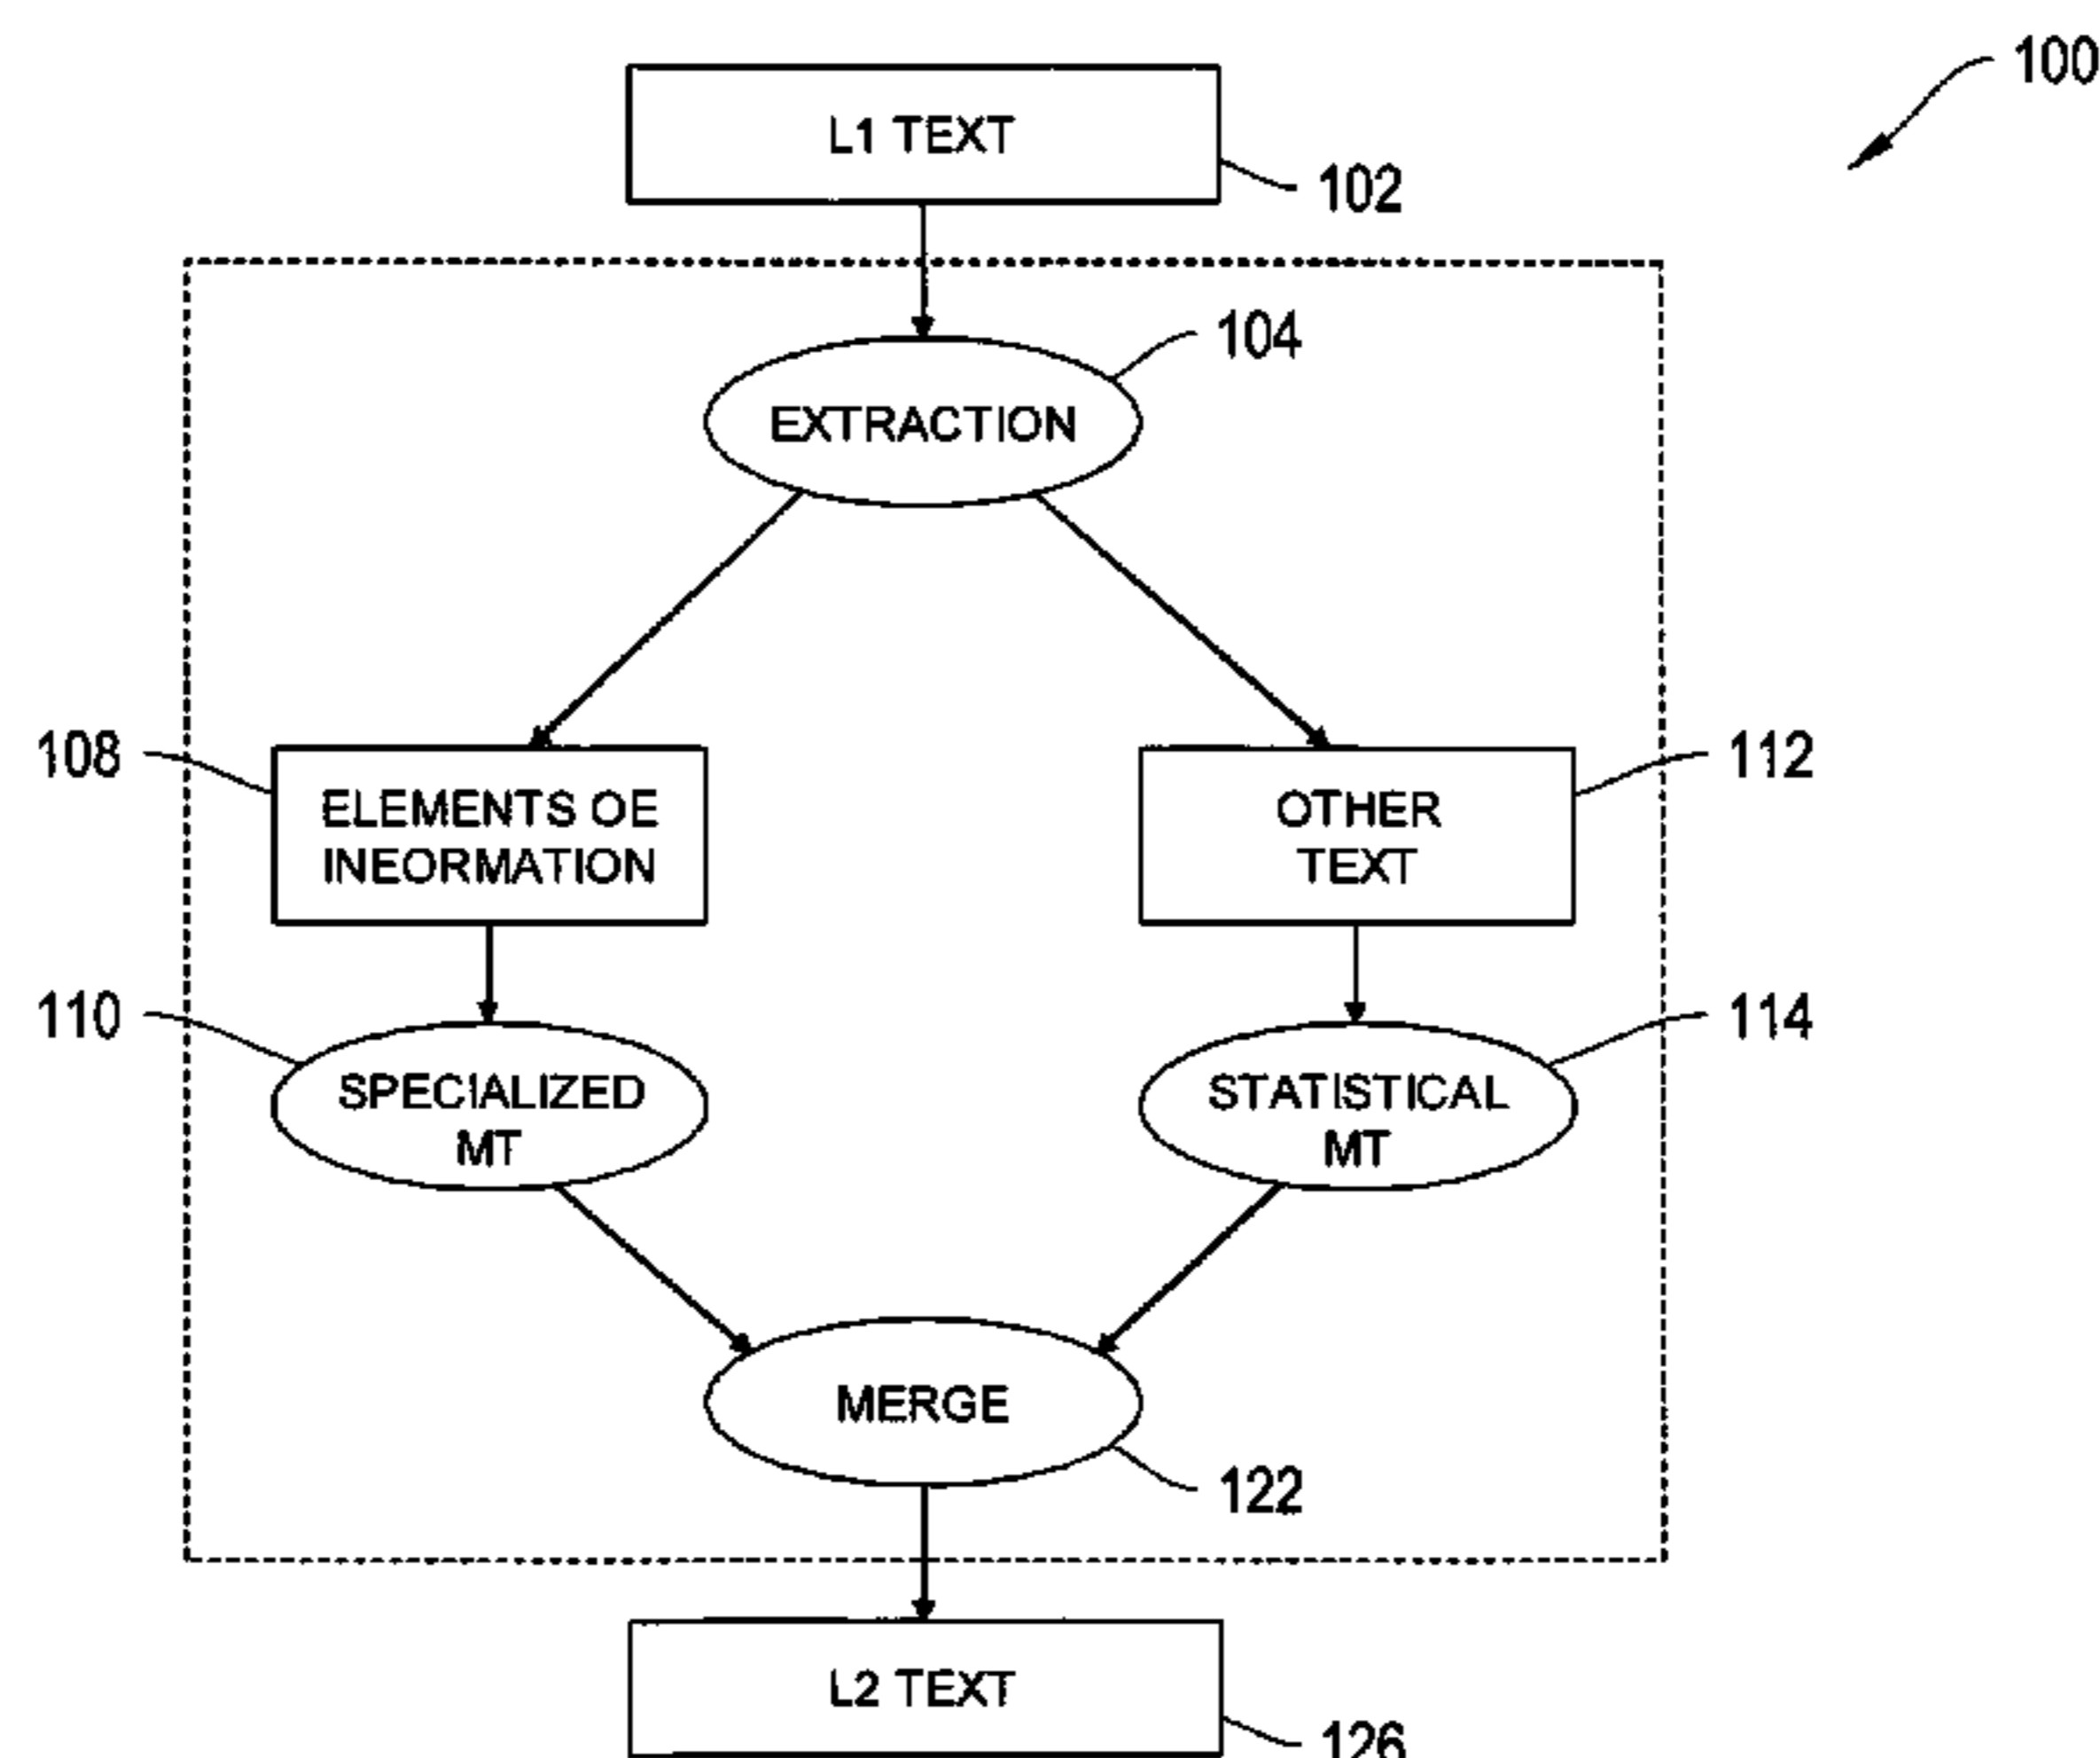 100
L1 TEXT
102
104
EXTRACTION
108
112
ELEMENTS OE
INEORMATION
OTHER
TEXT
110
114
SPECIALIZED
MT
STATISTICAL
MT
MERGE
122
L2 TEXT
126